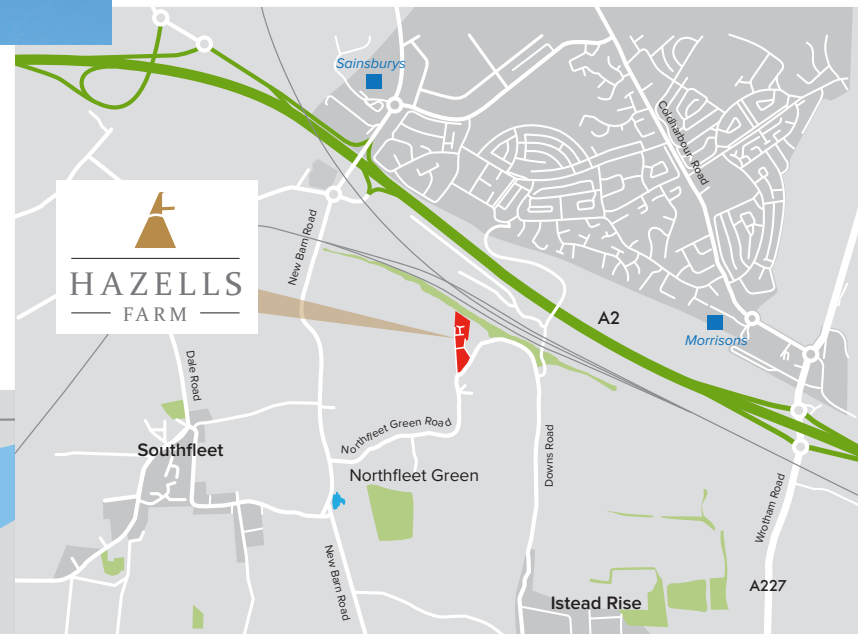 Sainsburys
Coldharbour Road
New Barn Road
HAZELLS
FARM
A2
Morrisons
Dale Road
Northfleet Green Road
Southfleet
Downs Road
Northfleet Green
Wrotham Road
New Barn Road
A227
Istead Rise